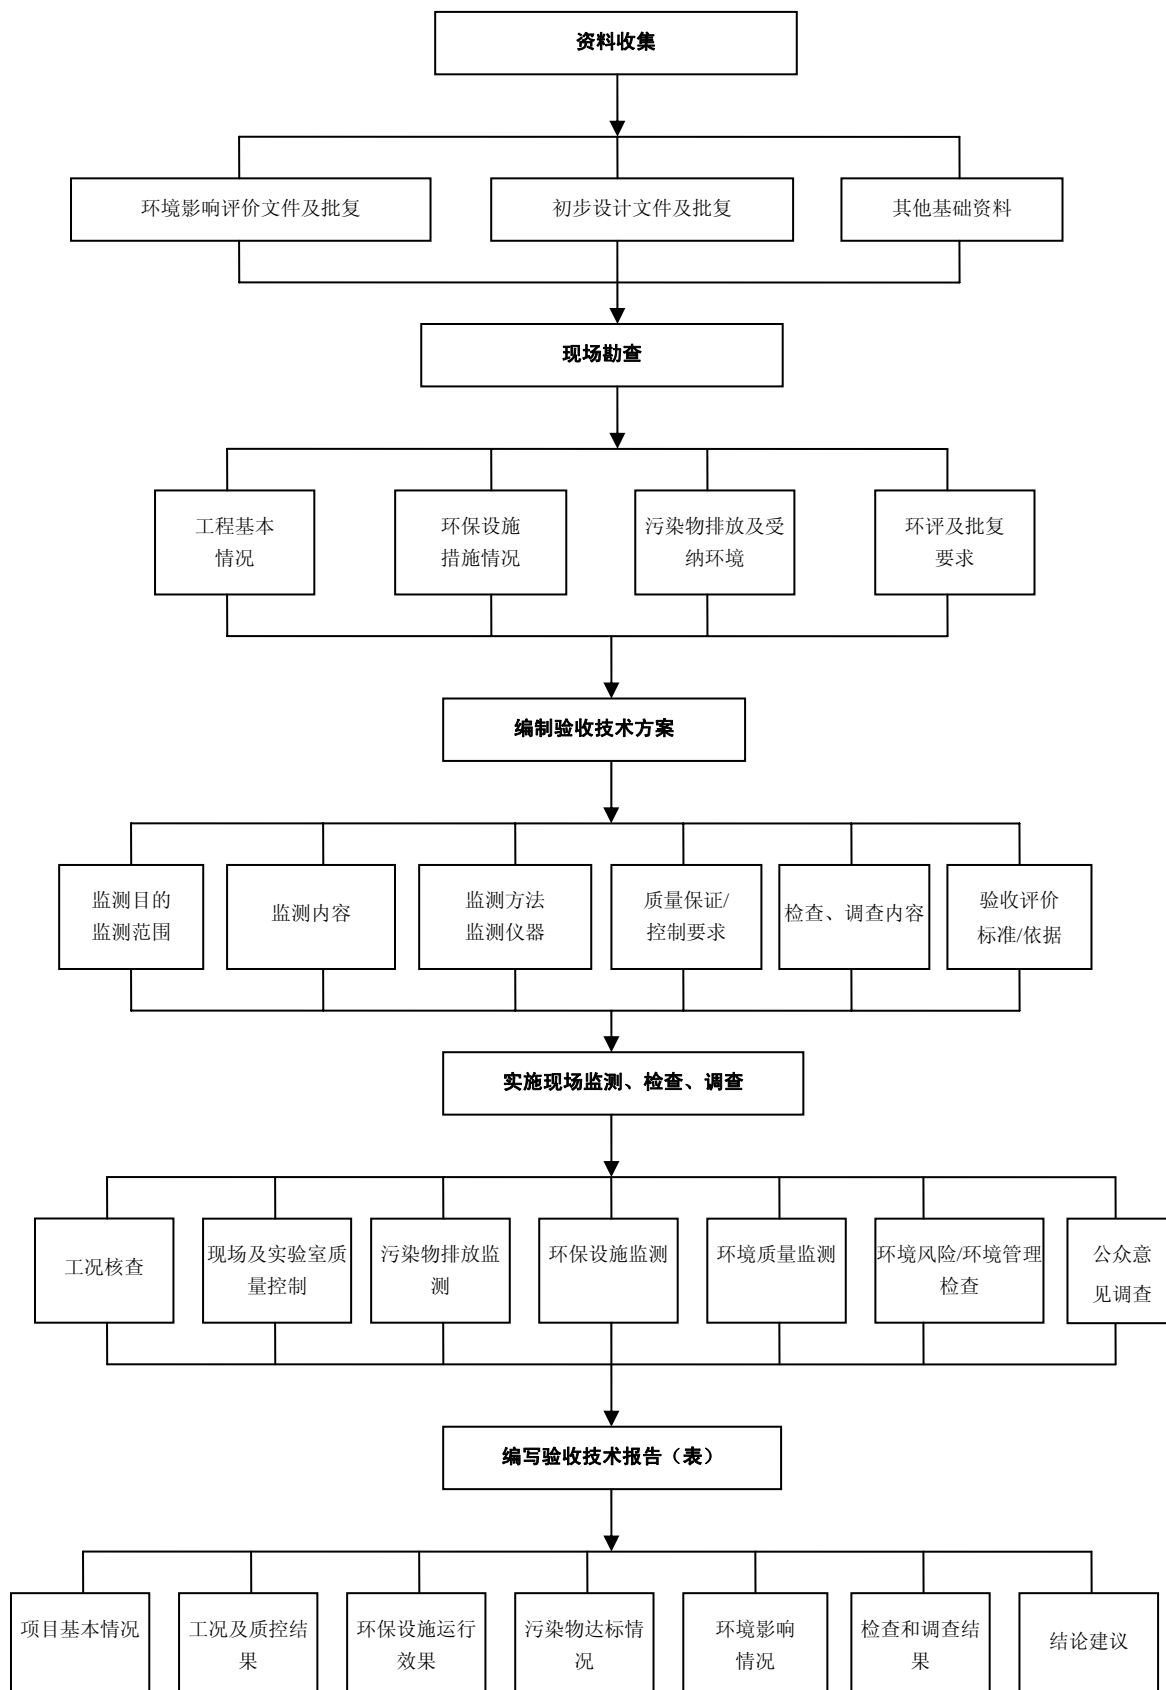 资料收集
环境影响评价文件及批复
初步设计文件及批复
其他基础资料
现场勘查
工程基本
情况
环保设施
措施情况
污染物排放及受
纳环境
环评及批复
要求
编制验收技术方案
监测目的
监测范围
监测内容
监测方法
监测仪器
质量保证/
控制要求
检查、调查内容
验收评价
标准/依据
实施现场监测、检查、调查
工况核查
现场及实验室质
量控制
污染物排放监
测
环保设施监测
环境质量监测
环境风险/环境管理
检查
公众意
见调查
编写验收技术报告（表）
项目基本情况
工况及质控结
果
环保设施运行
效果
污染物达标情
况
环境影响
情况
检查和调查结
果
结论建议